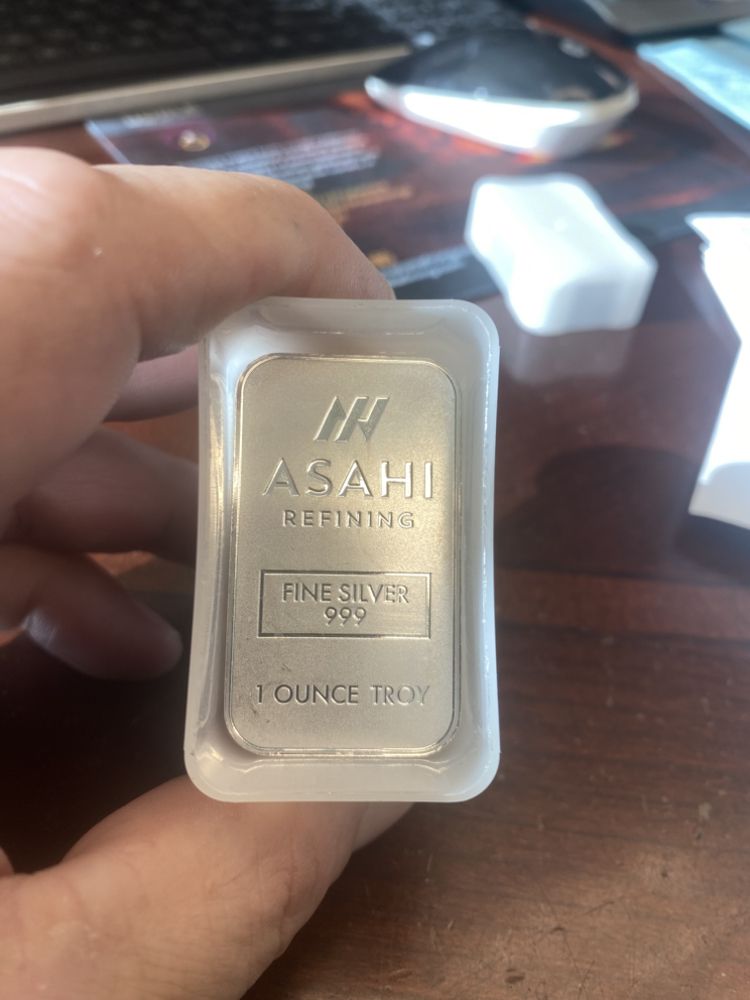 ASAHI
REFINING
FINE SILVER
999
1 OUNCE TROY